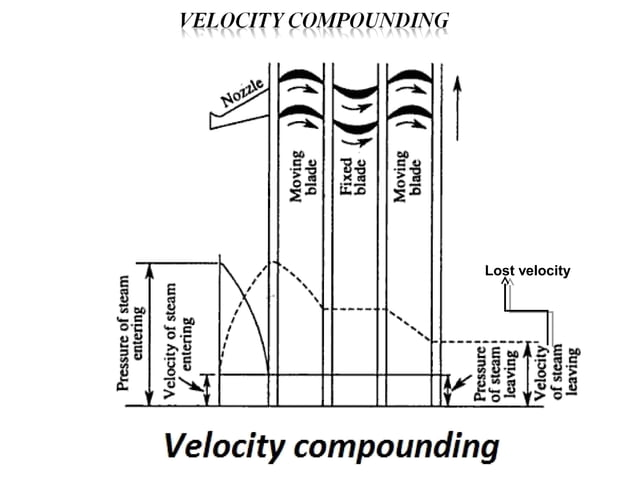 VELOCITY COMPOUNDING
Nozzle
Moving
blade
Fixed
blade
Moving
blade
Lost velocity
Pressure of steam
entering
Velocity of steam
entering
Pressure
of steam
leaving
Velocity
of steam
leaving
Velocity compounding